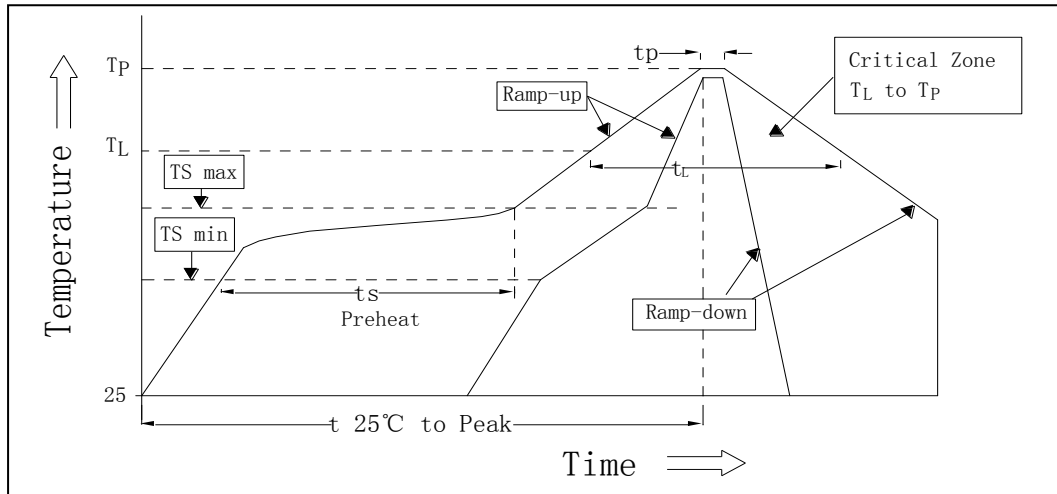 tp
TP
Critical Zone
TL to TP
Ramp-up
TL
tL
TS max
TS min
ts
Preheat
Ramp-down
25
t 25℃ to Peak
Temperature
Time